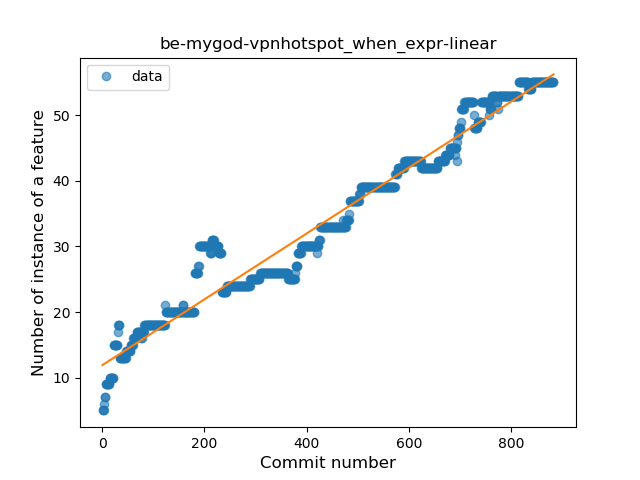 be-mygod-vpnhotspot_when_expr-linear
data
Number of instance of a feature
50
40
30
20
10
0
200
400
600
800
Commit number